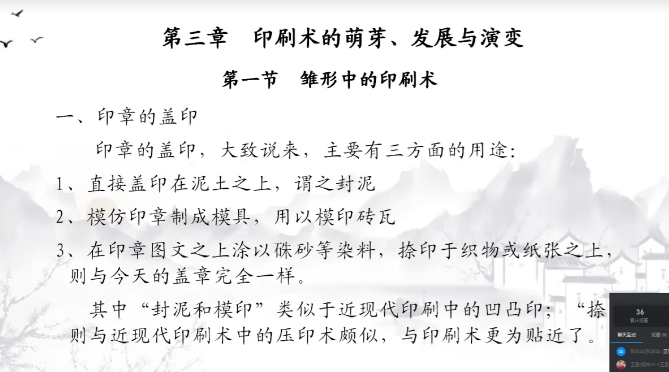 第三章 印刷术的萌芽、发展与演变
第一节 雏形中的印刷术
一、印章的盖印
印章的盖印，大致说来，主要有三方面的用途：
1、直接盖印在泥土之上，谓之封泥
2、模仿印章制成模具，用以模印砖瓦
3、在印章图文之上涂以硃砂等染料，捺印于织物或纸张之上，
则与今天的盖章完全一样。
其中“封泥和模印”类似于近现代印刷中的凹凸印；“捺
则与近现代印刷术中的压印术颇似，与印刷术更为贴近了。
36
聊天互动